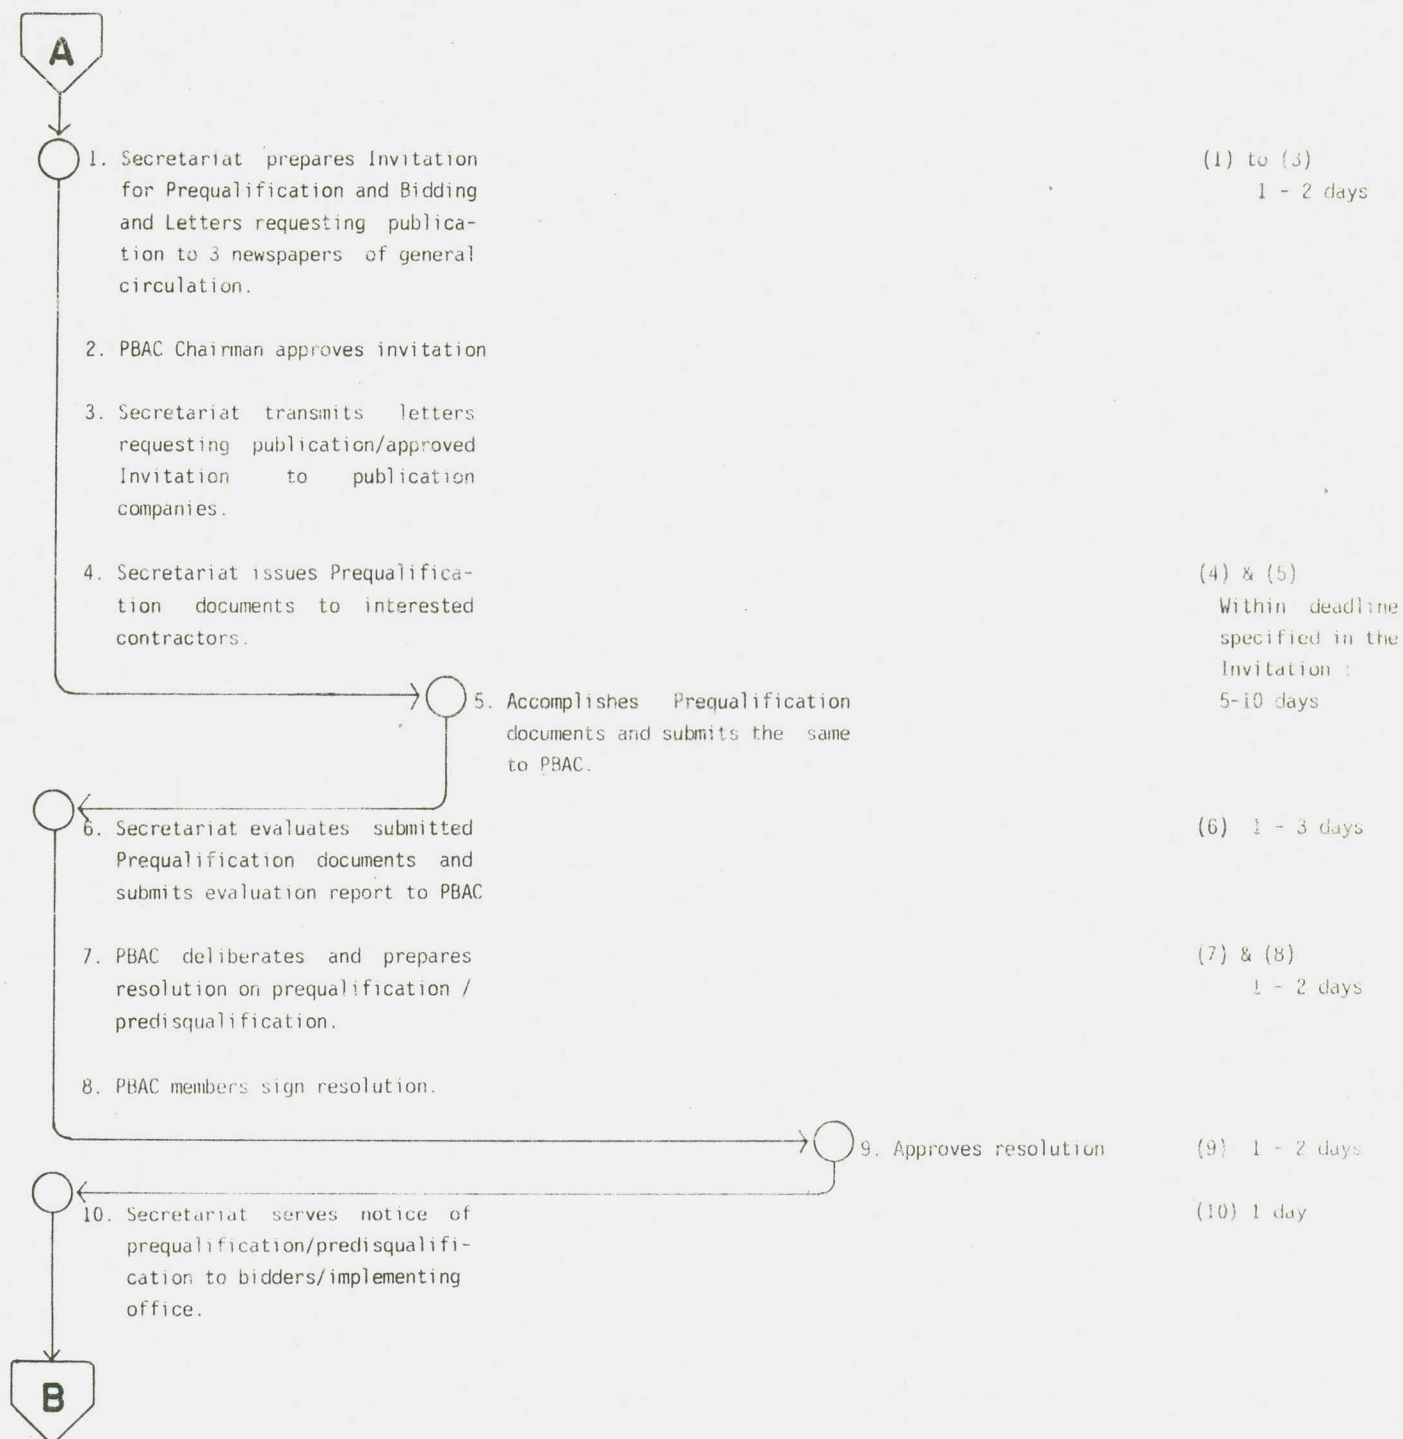 A
1. Secretariat prepares Invitation
for Prequalification and Bidding
and Letters requesting publica-
tion to 3 newspapers of general
circulation.
(1) to (3)
1 - 2 days
2. PBAC Chairman approves invitation
3. Secretariat transmits letters
requesting publication/approved
Invitation to publication
companies.
4. Secretariat issues Prequalifica-
tion documents to interested
contractors.
(4) & (5)
Within deadline
specified in the
Invitation :
5-10 days
5. Accomplishes Prequalification
documents and submits the same
to PBAC.
6. Secretariat evaluates submitted
Prequalification documents and
submits evaluation report to PBAC
(6) 1 - 3 days
7. PBAC deliberates and prepares
resolution on prequalification /
predisqualification.
(7) & (8)
1 - 2 days
8. PBAC members sign resolution.
9. Approves resolution
(9) 1 - 2 days
10. Secretariat serves notice of
prequalification/predisqualifi-
cation to bidders/implementing
office.
(10) 1 day
B